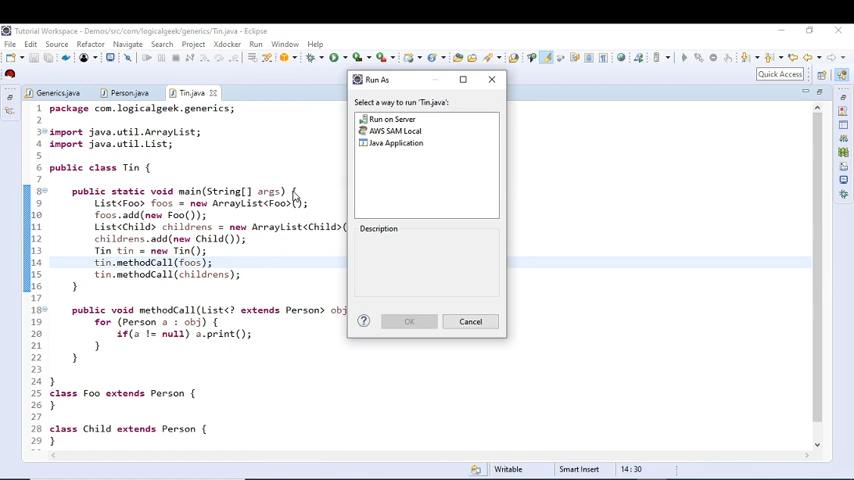 Tutorial Workspace - Demos/src/com/logicalgeek/generics/Tin.java - Eclipse
File Edit Source Refactor Navigate Search Project Xdocker Run Window Help
Quick Access
Generics.java Person.java Tin.java
1 package com.logicalgeek.generics;
2
3 import java.util.ArrayList;
4 import java.util.List;
5
6 public class Tin {
7
8 public static void main(String[] args) {
9 List<Foo> foos = new ArrayList<Foo>();
10 foos.add(new Foo());
11 List<Child> childrens = new ArrayList<Child>(
12 childrens.add(new Child());
13 Tin tin = new Tin();
14 tin.methodCall(foos);
15 tin.methodCall(childrens);
16 }
17
18 public void methodCall(List<? extends Person> obj
19 for (Person a : obj) {
20 if(a != null) a.print();
21 }
22 }
23
24 }
25 class Foo extends Person {
26 }
27
28 class Child extends Person {
29 }
Run As
Select a way to run 'Tin.java':
Run on Server
AWS SAM Local
Java Application
Description
? OK Cancel
Writable Smart Insert 14 : 30